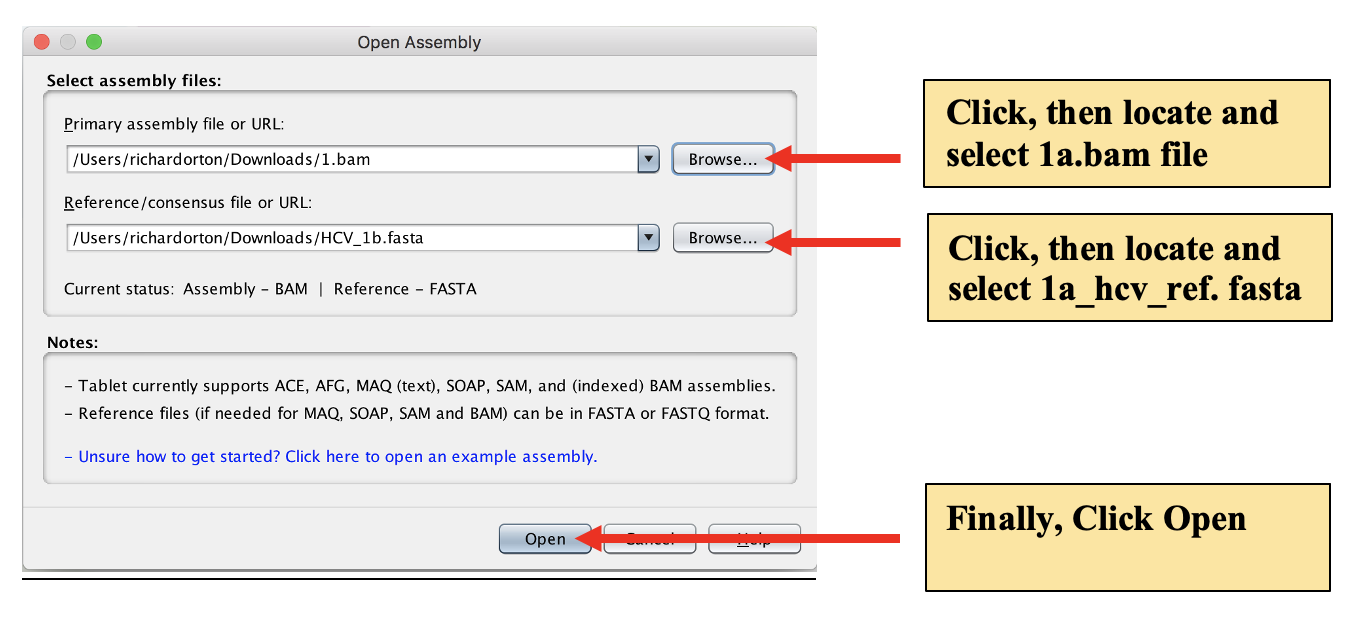 Open Assembly
Select assembly files:
Primary assembly file or URL:
/Users/richardorton/Downloads/1.bam
Browse...
Click, then locate and
select 1a.bam file
Reference/consensus file or URL:
/Users/richardorton/Downloads/HCV_1b.fasta
Browse...
Click, then locate and
select 1a_hcv_ref. fasta
Current status: Assembly – BAM | Reference – FASTA
Notes:
– Tablet currently supports ACE, AFG, MAQ (text), SOAP, SAM, and (indexed) BAM assemblies.
– Reference files (if needed for MAQ, SOAP, SAM and BAM) can be in FASTA or FASTQ format.
– Unsure how to get started? Click here to open an example assembly.
Finally, Click Open
Open
Cancel
Help